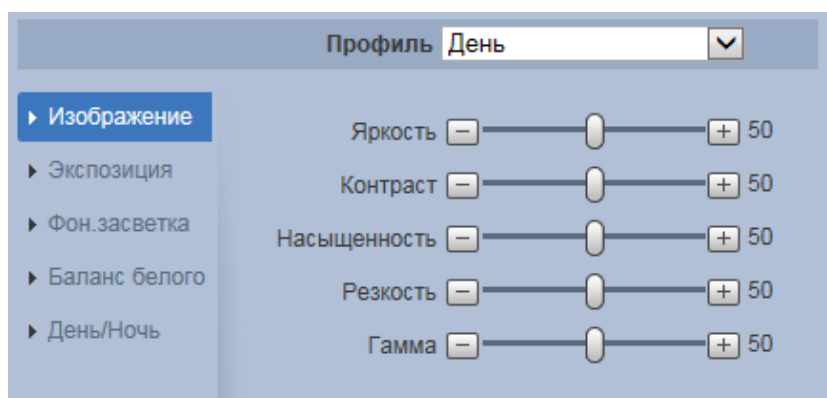 Профиль День
Изображение
Экспозиция
Фон.засветка
Баланс белого
День/Ночь
Яркость 50
Контраст 50
Насыщенность 50
Резкость 50
Гамма 50